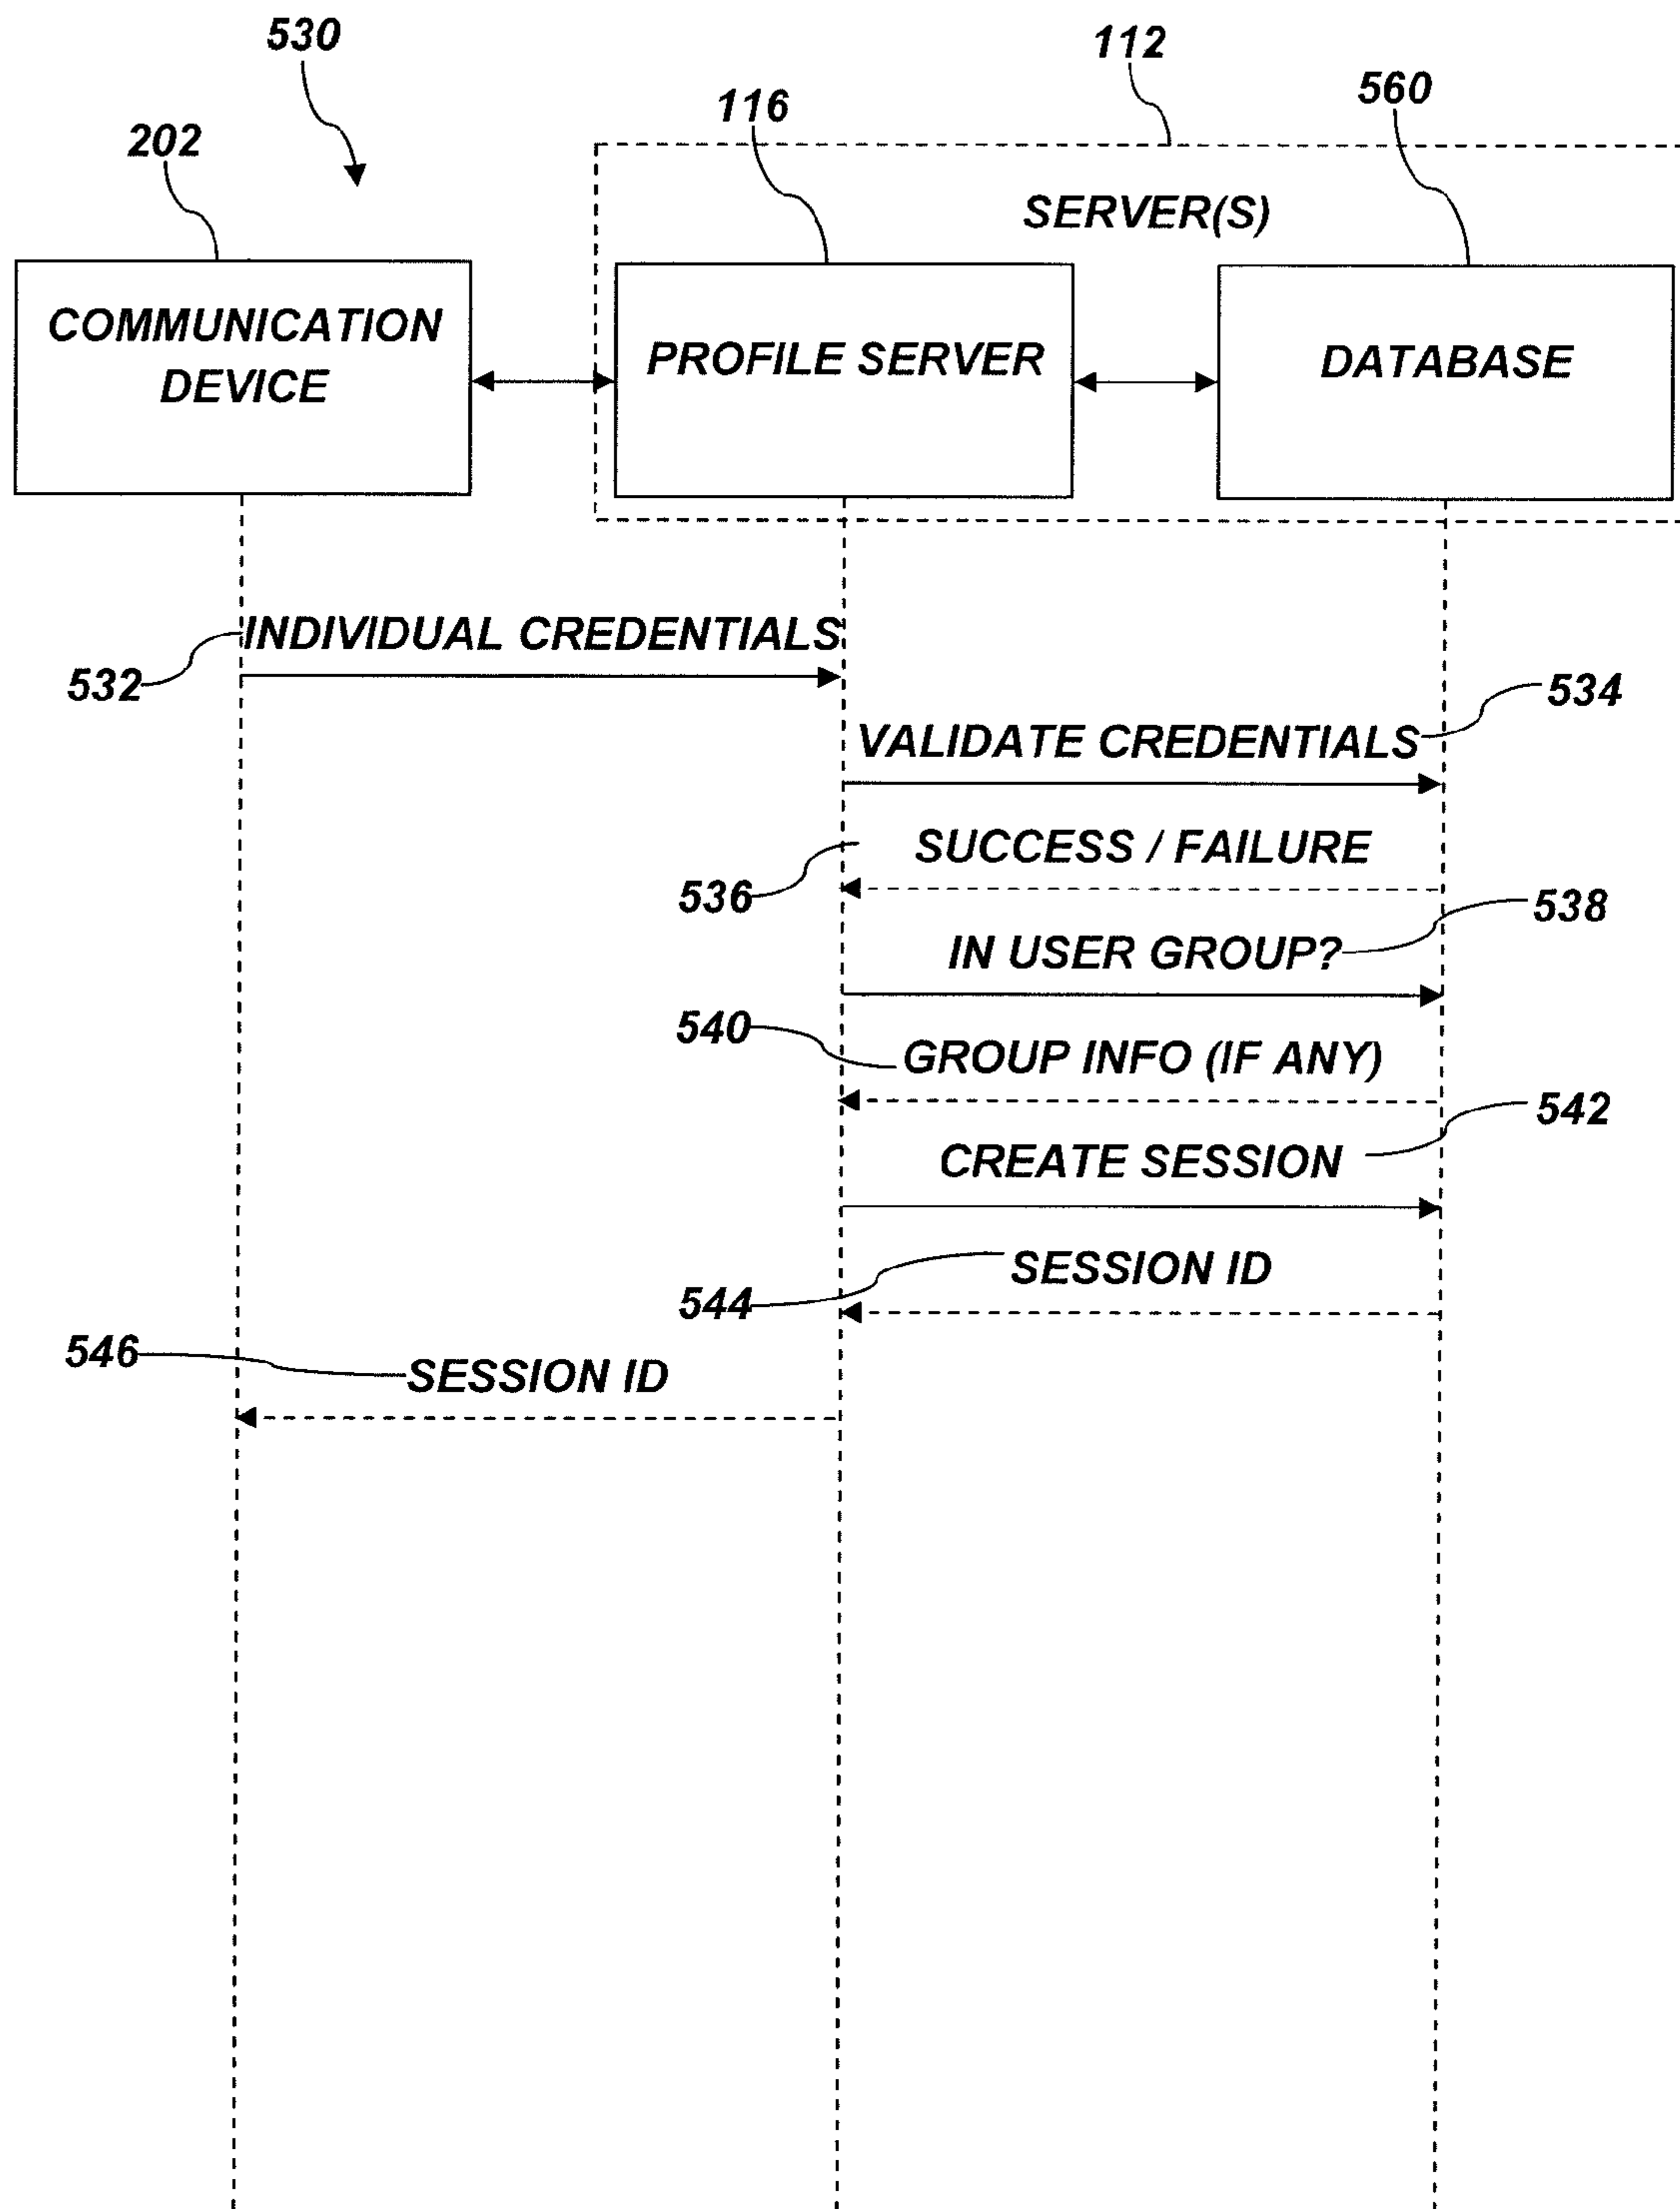 530
112
560
116
202
SERVER(S)
COMMUNICATION
DEVICE
PROFILE SERVER
DATABASE
INDIVIDUAL CREDENTIALS
532
534
VALIDATE CREDENTIALS
SUCCESS / FAILURE
536
538
IN USER GROUP?
540
GROUP INFO (IF ANY)
542
CREATE SESSION
SESSION ID
544
546
SESSION ID